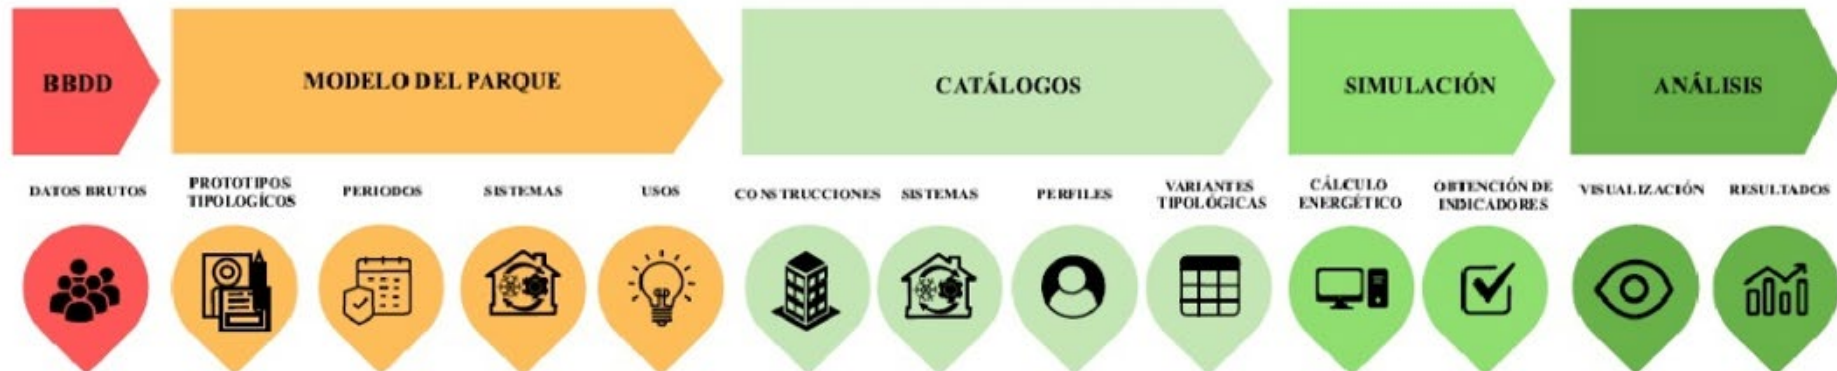 BBDD
MODELO DEL PARQUE
CATÁLOGOS
SIMULACIÓN
ANÁLISIS
DATOS BRUTOS
PROTOTIPOS
TIPOLOGÍCOS
PERIODOS
SISTEMAS
USOS
CONSTRUCCIONES
SISTEMAS
PERFILES
VARIANTES
TIPOLÓGICAS
CÁLCULO
ENERGÉTICO
OBTENCIÓN DE
INDICADORES
VISUALIZACIÓN
RESULTADOS